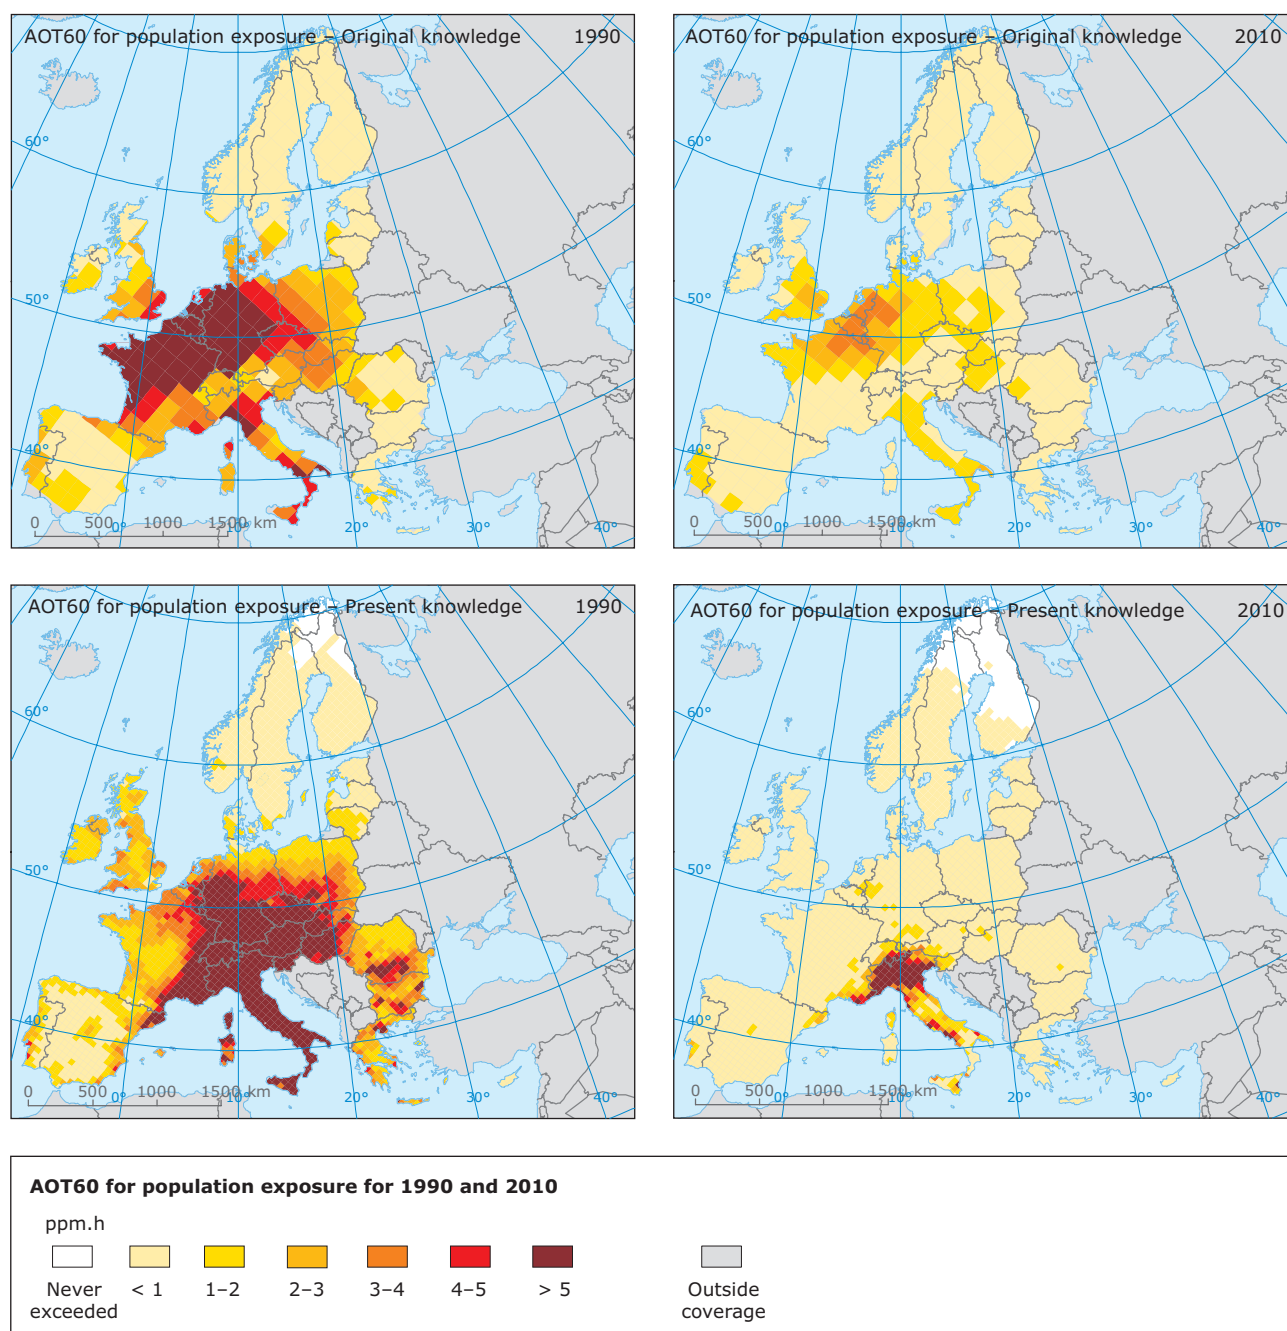 AOT60 for population exposure – Original knowledge 1990
60°
50°
40°
0 500 1000 1500 km
0° 10° 20° 30° 40°
AOT60 for population exposure – Original knowledge 2010
60°
50°
40°
0 500 1000 1500 km
0° 10° 20° 30° 40°
AOT60 for population exposure – Present knowledge 1990
60°
50°
40°
0 500 1000 1500 km
0° 10° 20° 30° 40°
AOT60 for population exposure – Present knowledge 2010
60°
50°
40°
0 500 1000 1500 km
0° 10° 20° 30° 40°
AOT60 for population exposure for 1990 and 2010
ppm.h
Never exceeded
< 1
1–2
2–3
3–4
4–5
> 5
Outside coverage